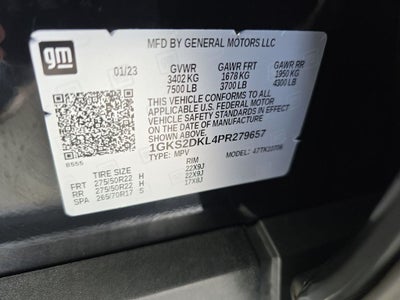 gm
MFD BY GENERAL MOTORS LLC
01/23 GVWR GAWR FRT GAWR RR
3402 KG 1678 KG 1950 KG
7500 LB 3700 LB 4300 LB
THIS VEHICLE CONFORMS TO ALL
APPLICABLE U.S. FEDERAL MOTOR
VEHICLE SAFETY STANDARDS IN EFFECT
ON THE DATE OF MANUFACTURE
1GKS2DKL4PR279657
8555 TYPE: MPV MODEL: 4TTK10706
TIRE SIZE RIM
FRT 275/50R22 H 22X9J
RR 275/50R22 H 22X9J
SPA 265/70R17 S 17X8J